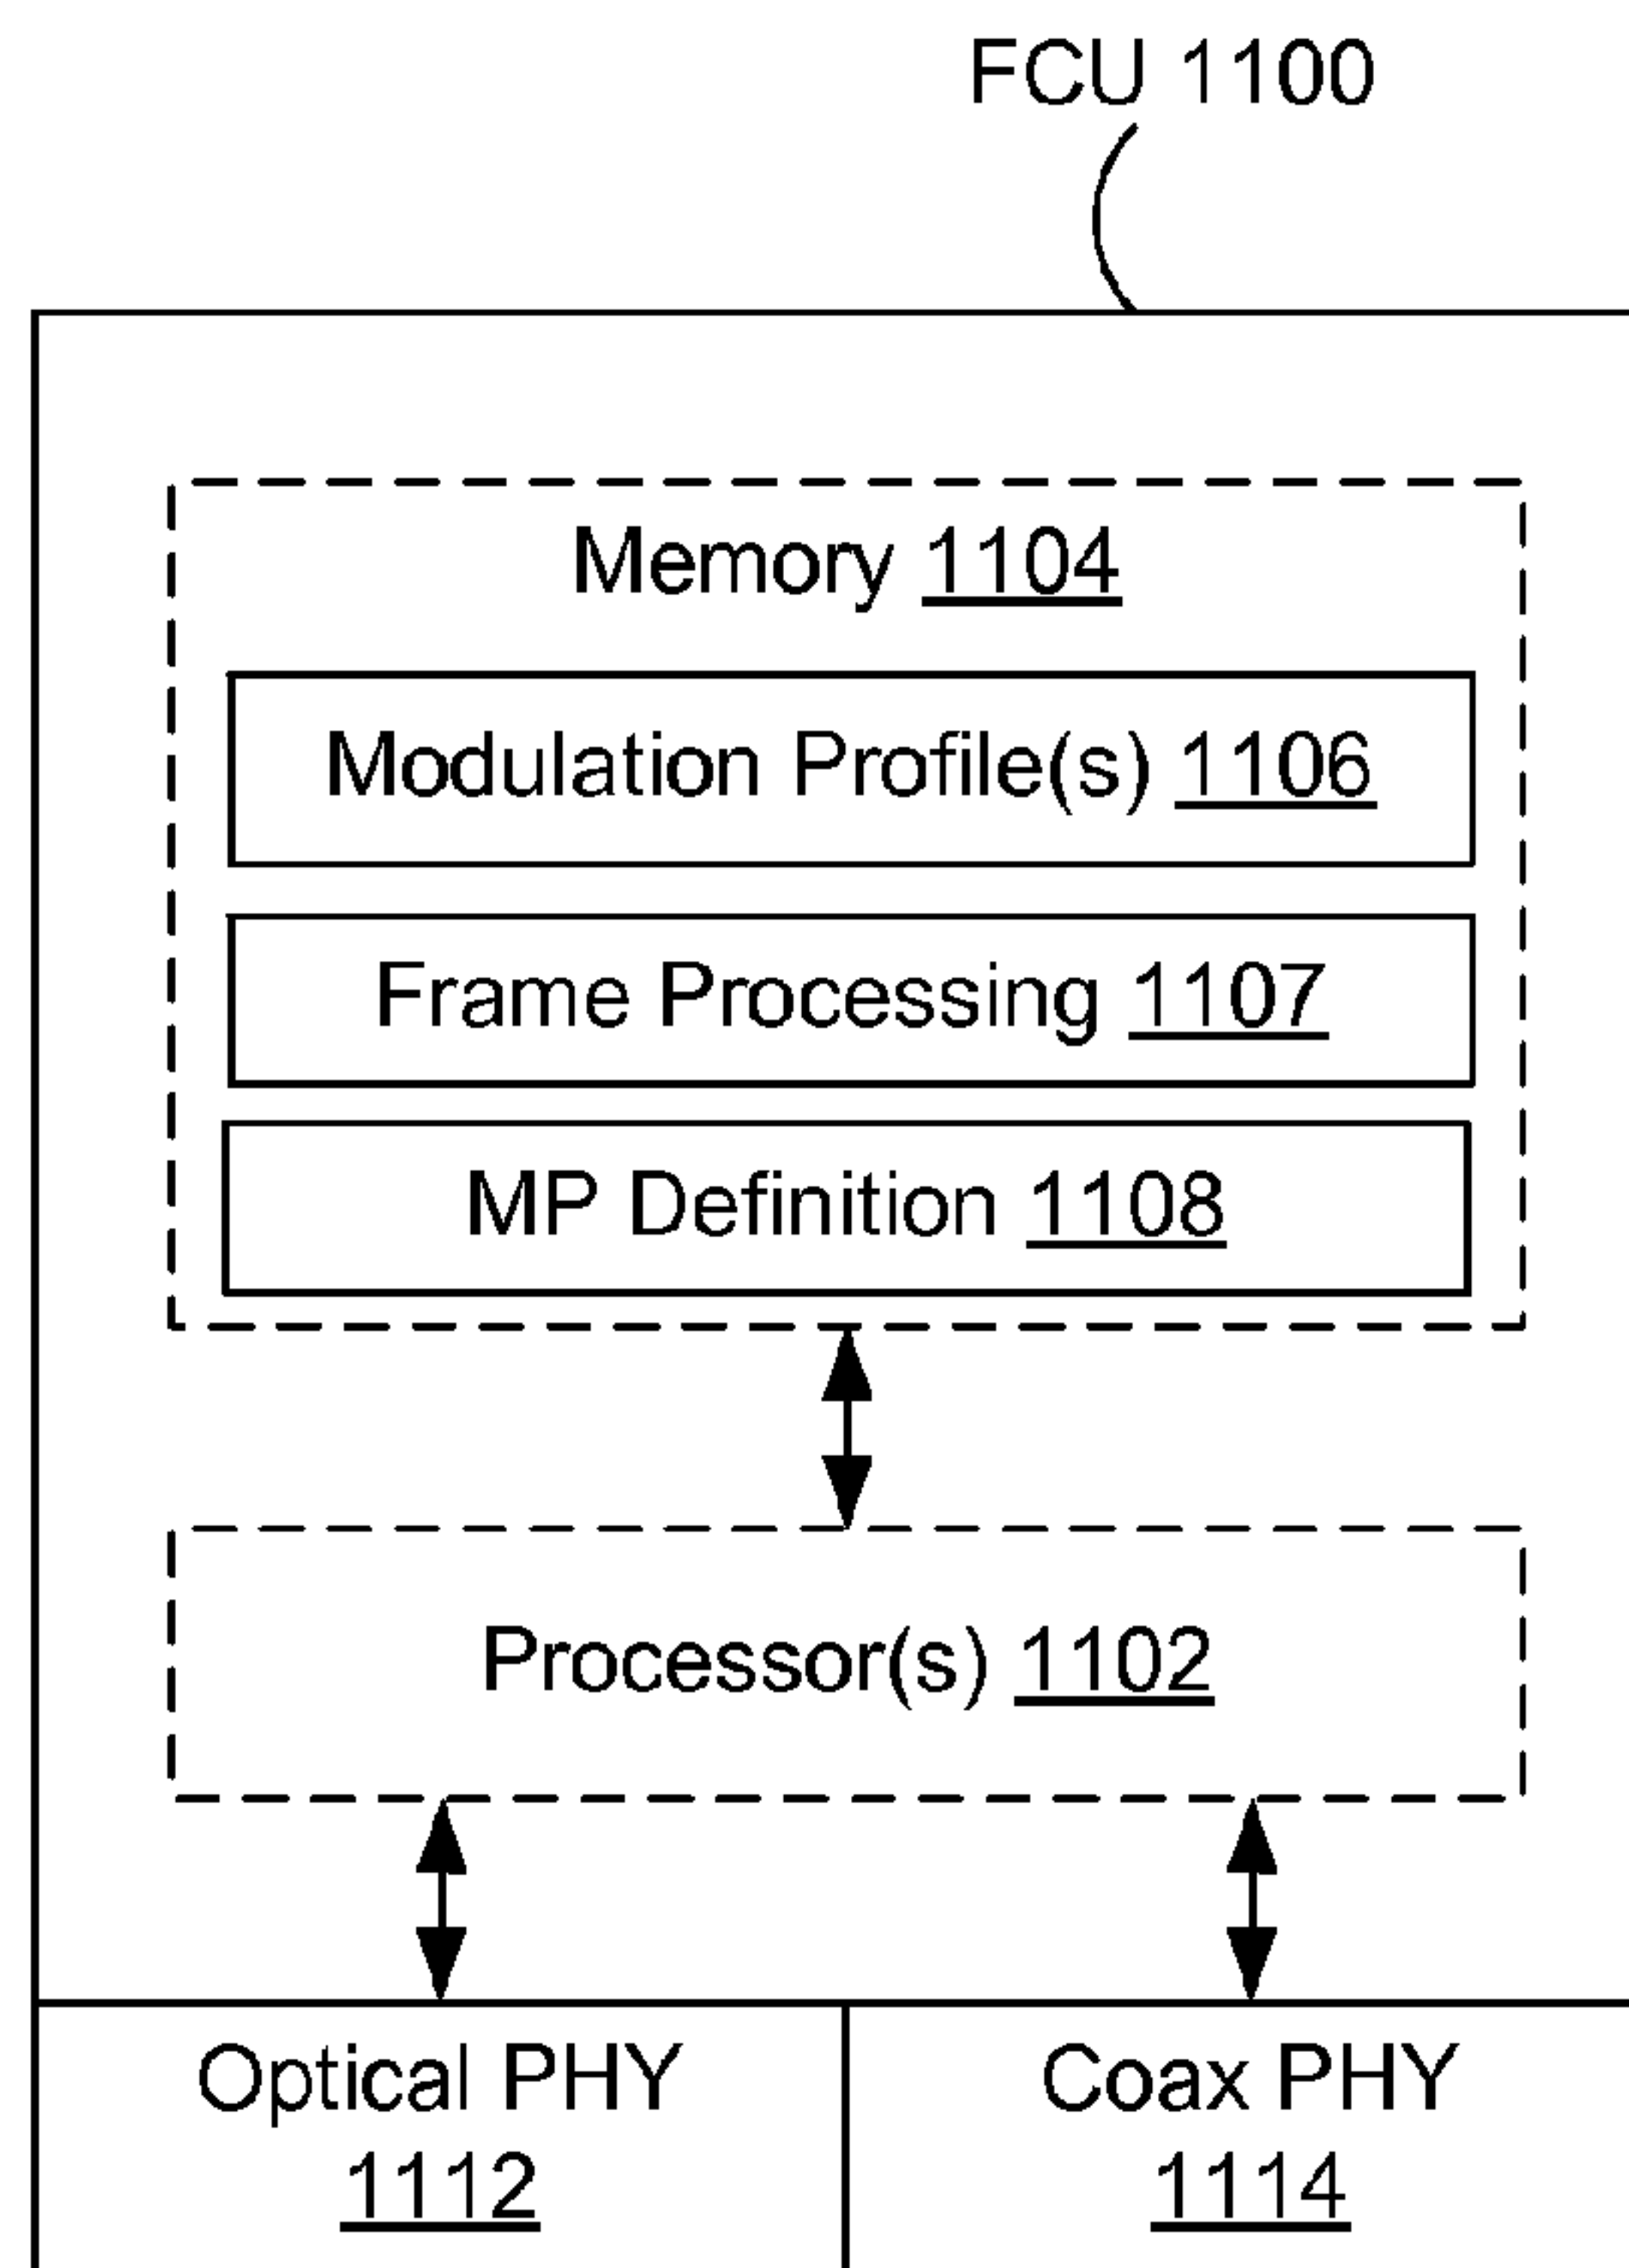 FCU 1100
Memory 1104
Modulation Profile(s) 1106
Frame Processing 1107
MP Definition 1108
Processor(s) 1102
Optical PHY
1112
Coax PHY
1114